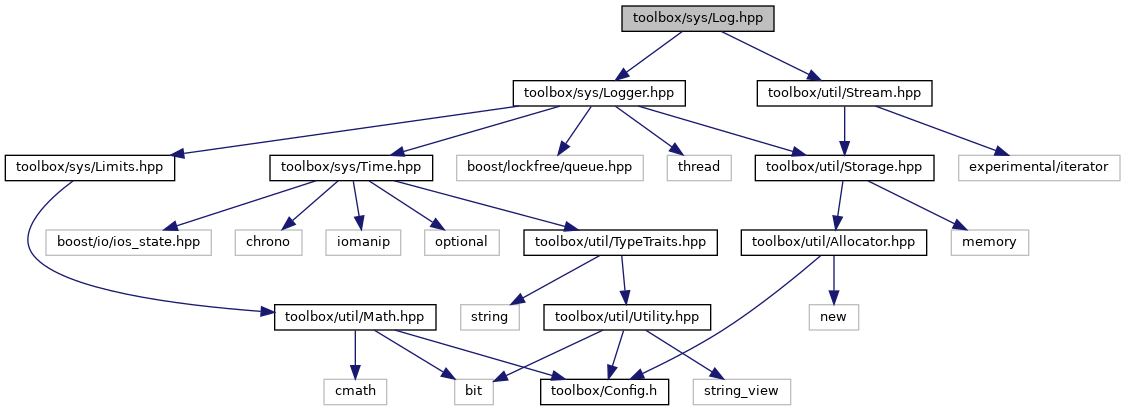 toolbox/sys/Log.hpp
toolbox/sys/Logger.hpp
toolbox/util/Stream.hpp
toolbox/sys/Limits.hpp
toolbox/sys/Time.hpp
boost/lockfree/queue.hpp
thread
toolbox/util/Storage.hpp
experimental/iterator
boost/io/ios_state.hpp
chrono
iomanip
optional
toolbox/util/TypeTraits.hpp
toolbox/util/Allocator.hpp
memory
toolbox/util/Math.hpp
string
toolbox/util/Utility.hpp
new
cmath
bit
toolbox/Config.h
string_view